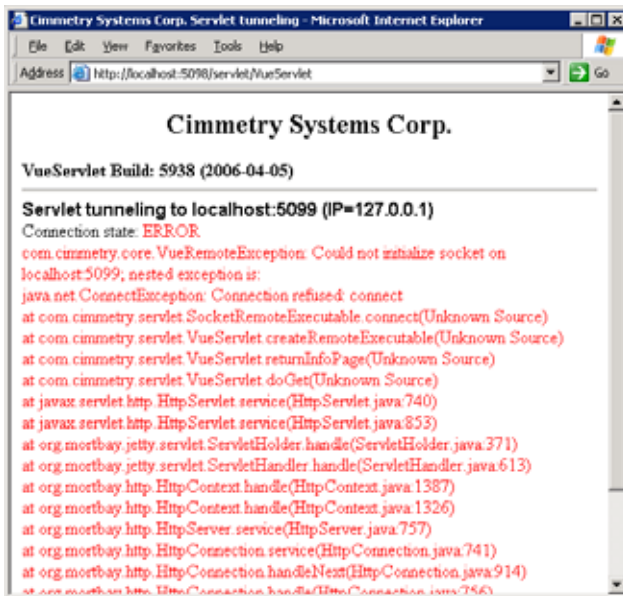 Cimmetry Systems Corp. Servlet tunneling - Microsoft Internet Explorer
File Edit View Favorites Tools Help
Address http://localhost:5098/servlet/VueServlet Go
Cimmetry Systems Corp.
VueServlet Build: 5938 (2006-04-05)
Servlet tunneling to localhost:5099 (IP=127.0.0.1)
Connection state: ERROR
com.cimmetry.core.VueRemoteException: Could not initialize socket on
localhost:5099; nested exception is:
java.net.ConnectException: Connection refused: connect
at com.cimmetry.servlet.SocketRemoteExecutable.connect(Unknown Source)
at com.cimmetry.servlet.VueServlet.createRemoteExecutable(Unknown Source)
at com.cimmetry.servlet.VueServlet.returnInfoPage(Unknown Source)
at com.cimmetry.servlet.VueServlet.doGet(Unknown Source)
at javax.servlet.http.HttpServlet.service(HttpServlet.java:740)
at javax.servlet.http.HttpServlet.service(HttpServlet.java:853)
at org.mortbay.jetty.servlet.ServletHolder.handle(ServletHolder.java:371)
at org.mortbay.jetty.servlet.ServletHandler.handle(ServletHandler.java:613)
at org.mortbay.http.HttpContext.handle(HttpContext.java:1387)
at org.mortbay.http.HttpContext.handle(HttpContext.java:1326)
at org.mortbay.http.HttpServer.service(HttpServer.java:757)
at org.mortbay.http.HttpConnection.service(HttpConnection.java:741)
at org.mortbay.http.HttpConnection.handleNext(HttpConnection.java:914)
at org.mortbay.http.HttpConnection.handle(HttpConnection.java:756)